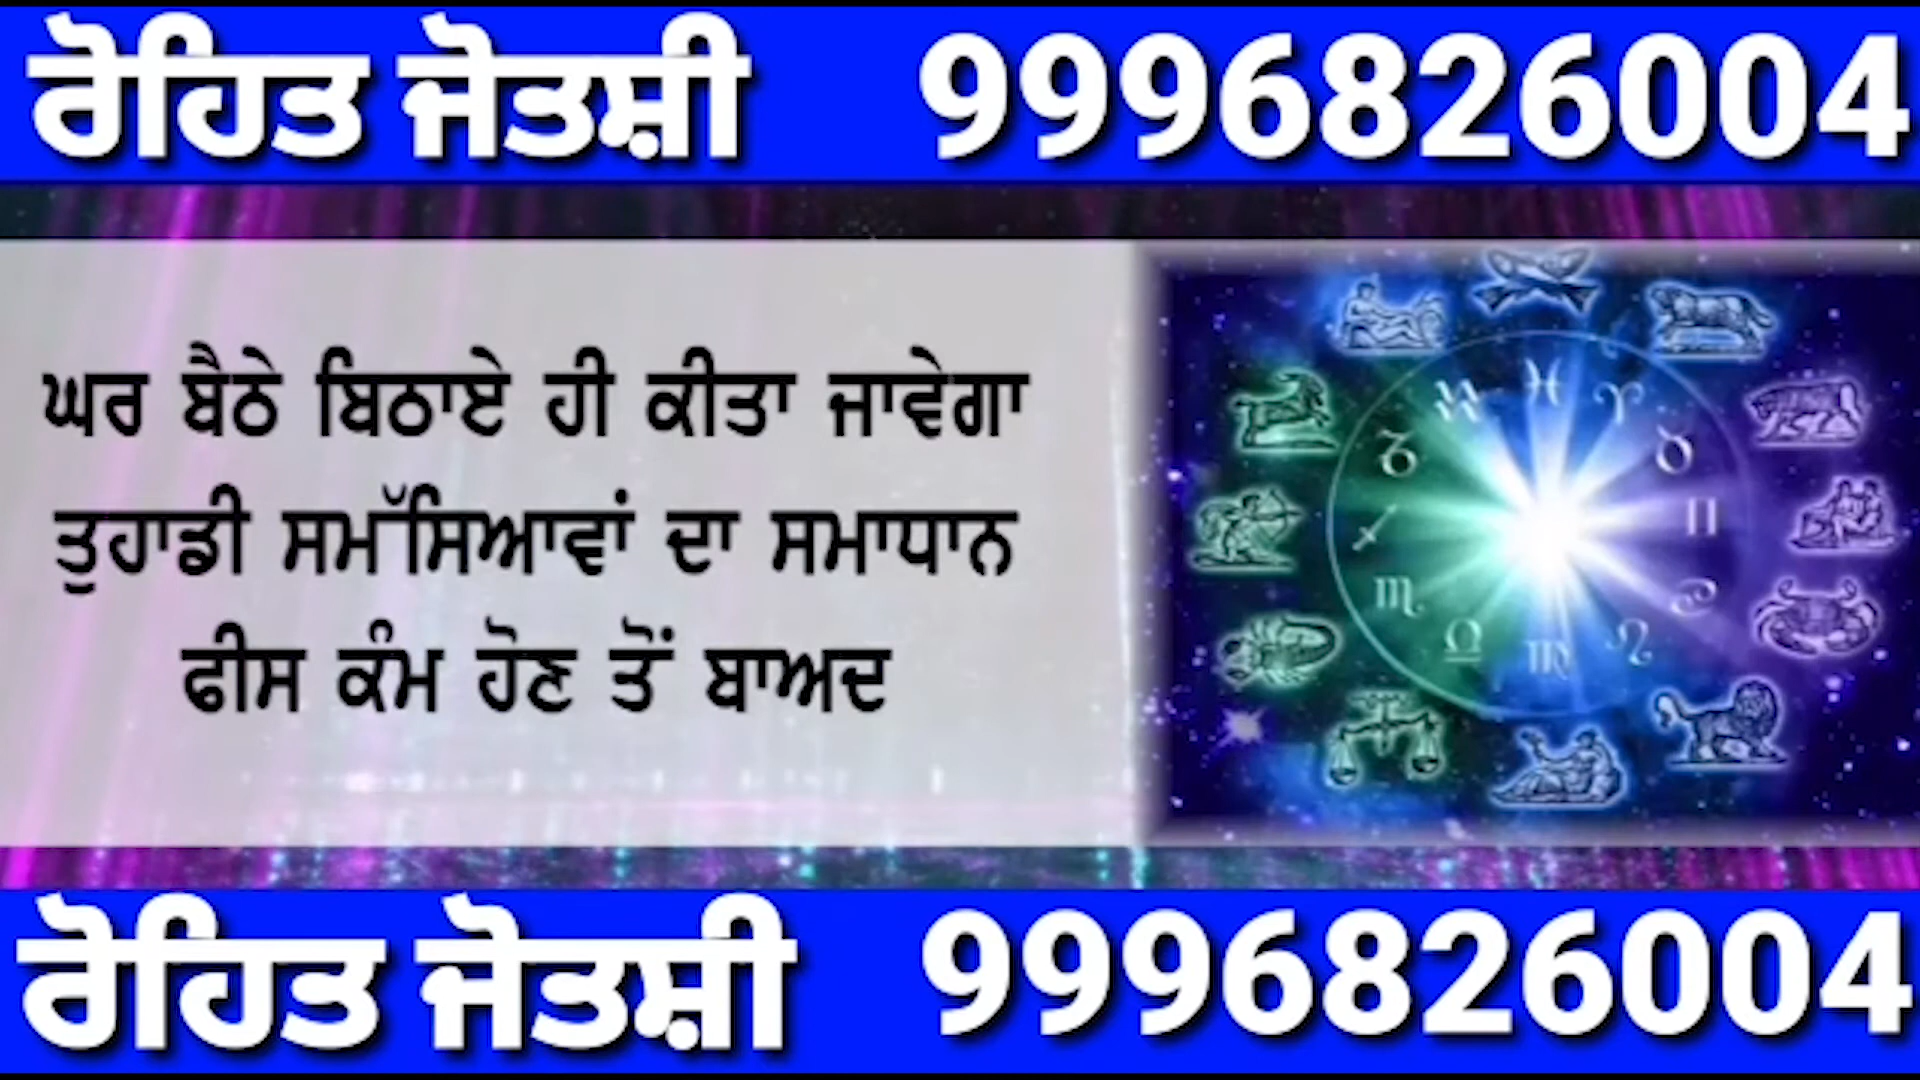 ਰੋਹਿਤ ਜੋਤਸ਼ੀ 9996826004
ਘਰ ਬੈਠੇ ਬਿਠਾਏ ਹੀ ਕੀਤਾ ਜਾਵੇਗਾ
ਤੁਹਾਡੀ ਸਮੱਸਿਆਵਾਂ ਦਾ ਸਮਾਧਾਨ
ਫੀਸ ਕੰਮ ਹੋਣ ਤੋਂ ਬਾਅਦ
ਰੋਹਿਤ ਜੋਤਸ਼ੀ 9996826004